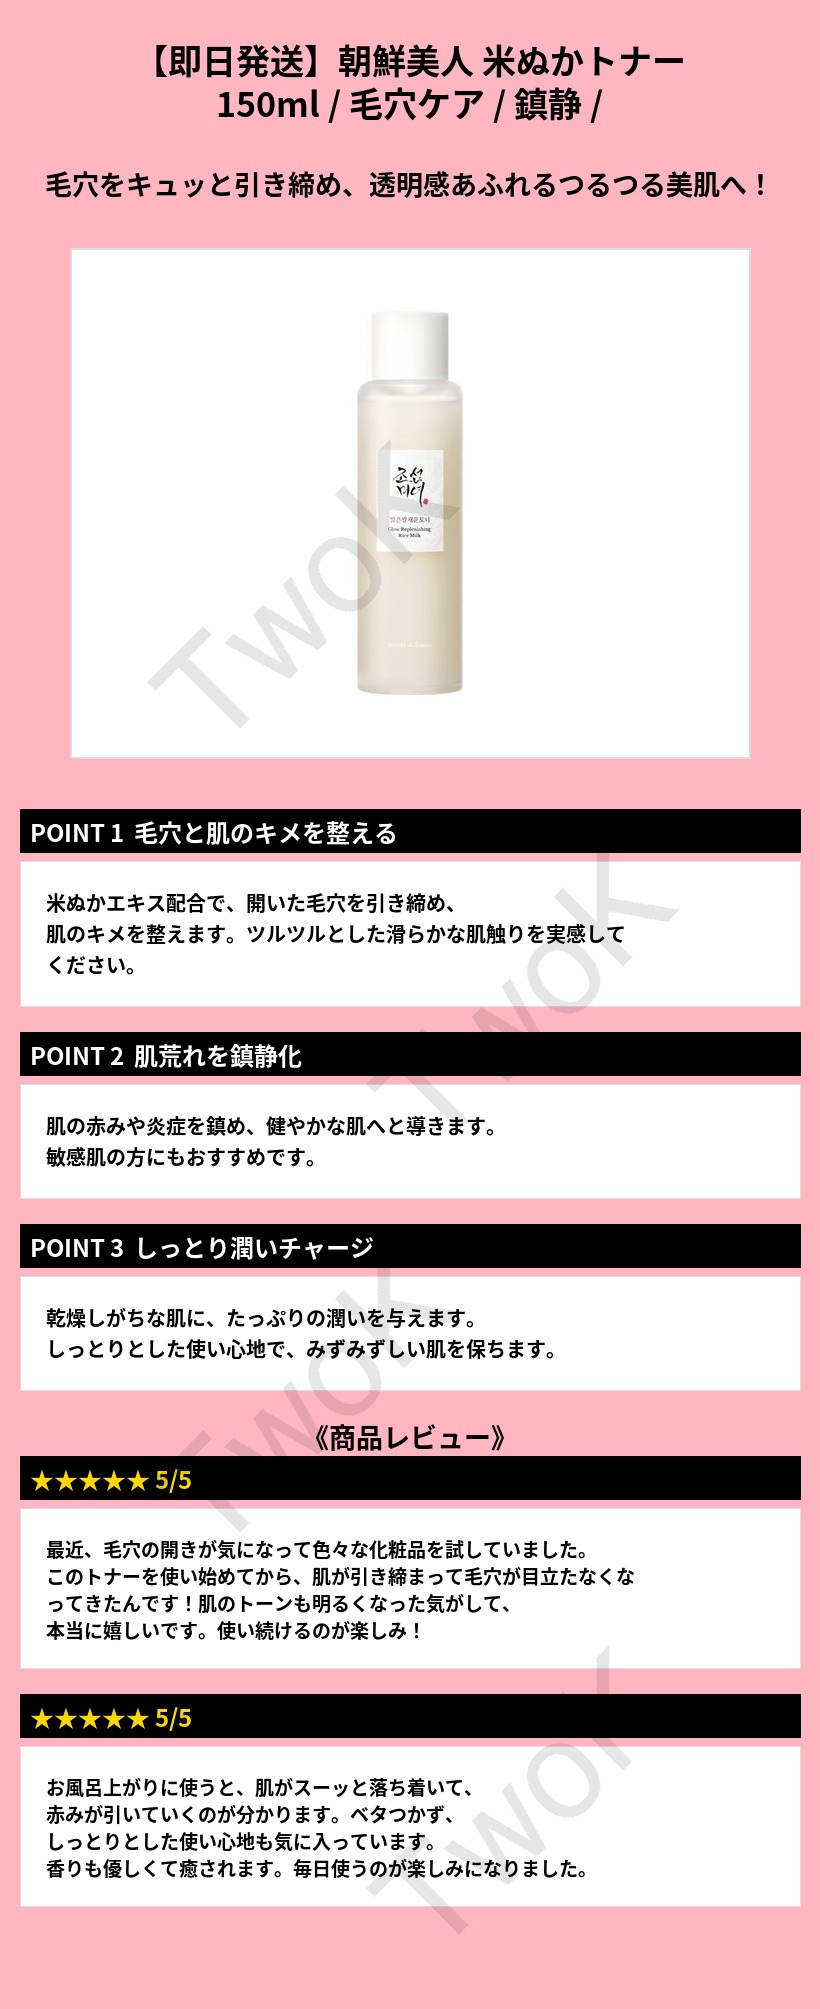 【即日発送】朝鮮美人 米ぬかトナー
150ml / 毛穴ケア / 鎮静 /
毛穴をキュッと引き締め、透明感あふれるつるつる美肌へ！
조선
미녀
맑은쌀채운토너
Glow Replenishing
Rice Milk
Beauty of Joseon
TwoK
POINT 1 毛穴と肌のキメを整える
米ぬかエキス配合で、開いた毛穴を引き締め、
肌のキメを整えます。ツルツルとした滑らかな肌触りを実感して
ください。
TwoK
POINT 2 肌荒れを鎮静化
肌の赤みや炎症を鎮め、健やかな肌へと導きます。
敏感肌の方にもおすすめです。
POINT 3 しっとり潤いチャージ
乾燥しがちな肌に、たっぷりの潤いを与えます。
しっとりとした使い心地で、みずみずしい肌を保ちます。
TwoK
《商品レビュー》
★★★★★ 5/5
最近、毛穴の開きが気になって色々な化粧品を試していました。
このトナーを使い始めてから、肌が引き締まって毛穴が目立たなくな
ってきたんです！肌のトーンも明るくなった気がして、
本当に嬉しいです。使い続けるのが楽しみ！
★★★★★ 5/5
お風呂上がりに使うと、肌がスーッと落ち着いて、
赤みが引いていくのが分かります。ベタつかず、
しっとりとした使い心地も気に入っています。
香りも優しくて癒されます。毎日使うのが楽しみになりました。
TwoK